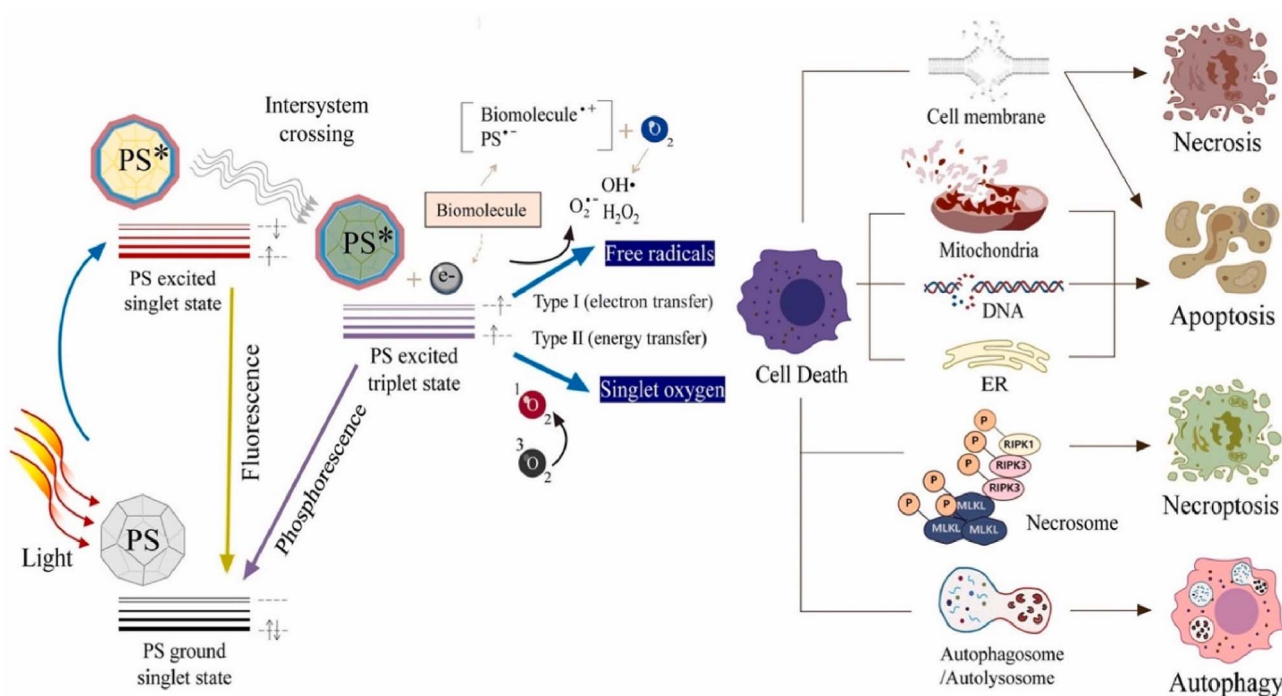 Intersystem
crossing
PS*
PS excited
singlet state
PS*
PS excited
triplet state
Biomolecule•+
PS•-
+
O2
Biomolecule
+
e-
O2•-
OH•
H2O2
Free radicals
Type I (electron transfer)
Type II (energy transfer)
Singlet oxygen
1O2
3O2
Fluorescence
Phosphorescence
Light
PS
PS ground
singlet state
Cell Death
Cell membrane
Mitochondria
DNA
ER
P
RIPK1
P
RIPK3
P
RIPK3
P
P
MLKL
P
MLKL
MLKL
Necrosome
Autophagosome
/Autolysosome
Necrosis
Apoptosis
Necroptosis
Autophagy